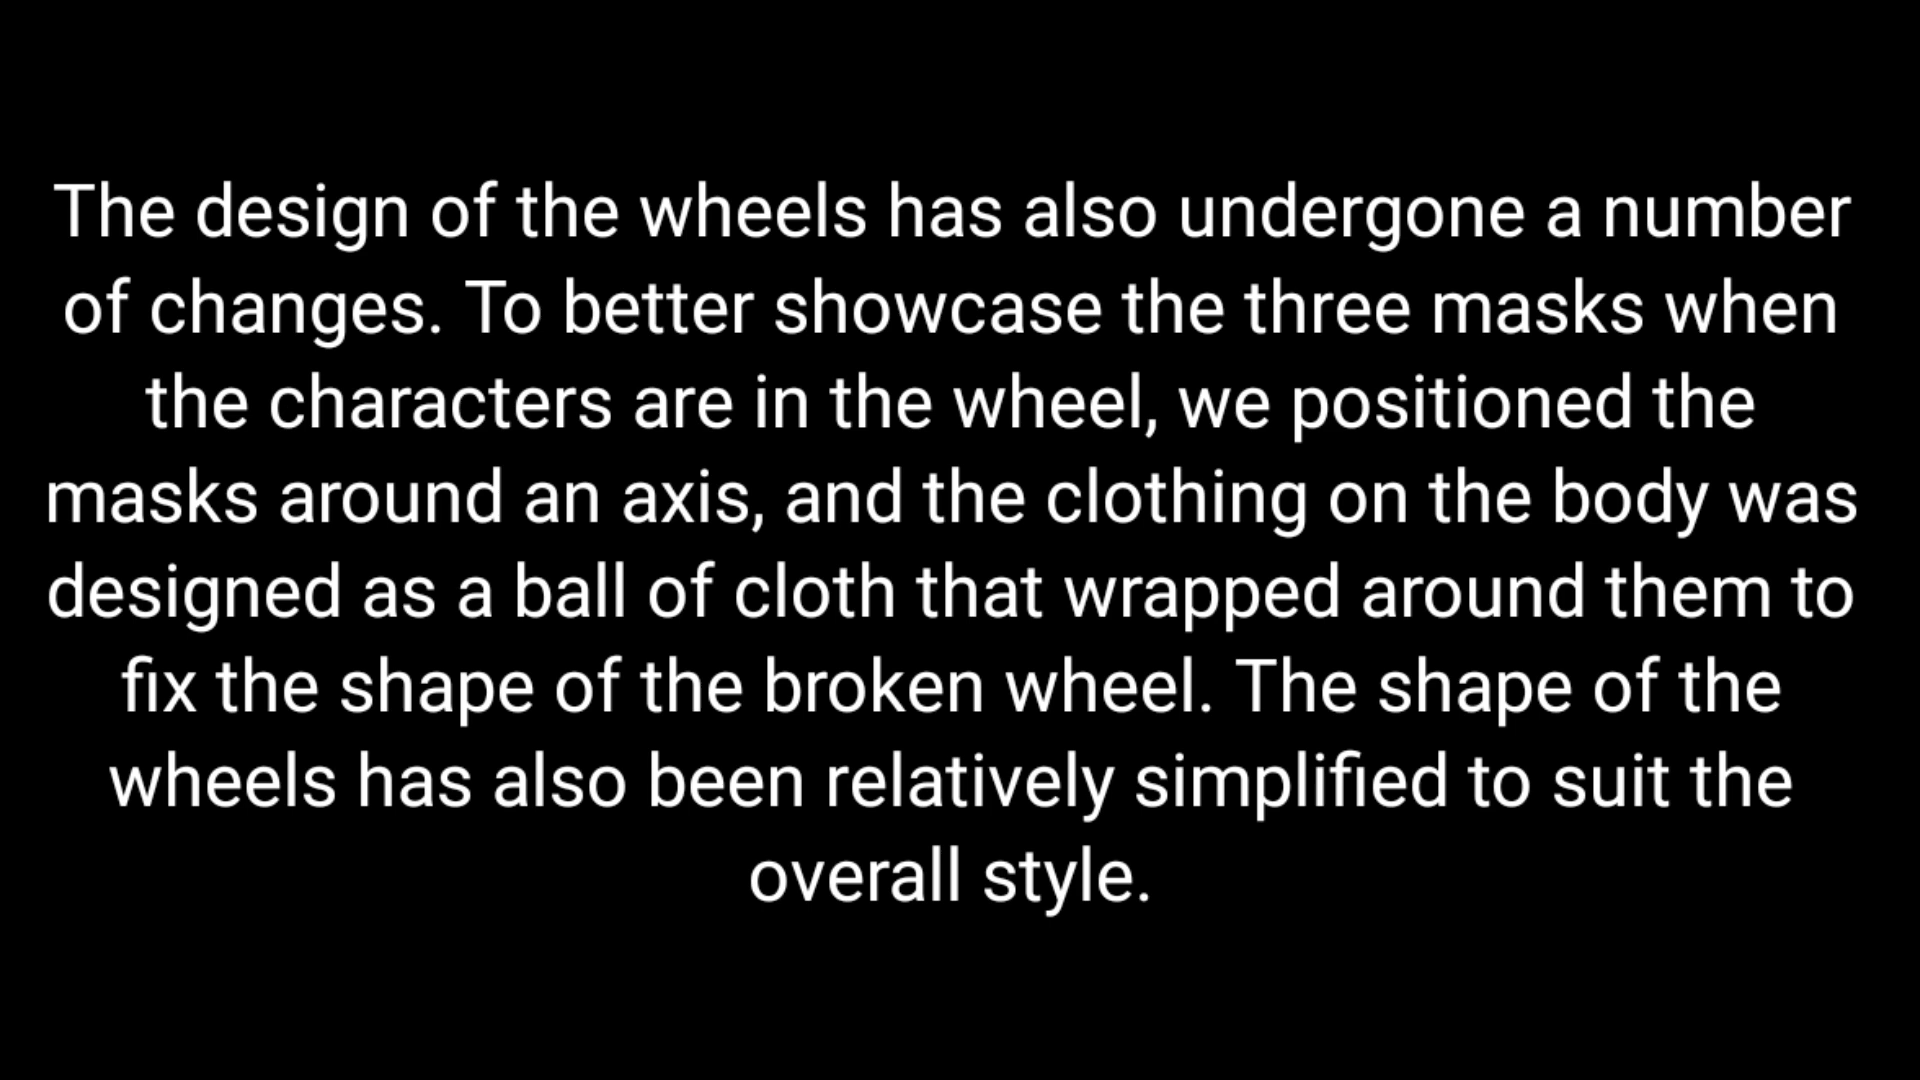 The design of the wheels has also undergone a number
of changes. To better showcase the three masks when
the characters are in the wheel, we positioned the
masks around an axis, and the clothing on the body was
designed as a ball of cloth that wrapped around them to
fix the shape of the broken wheel. The shape of the
wheels has also been relatively simplified to suit the
overall style.